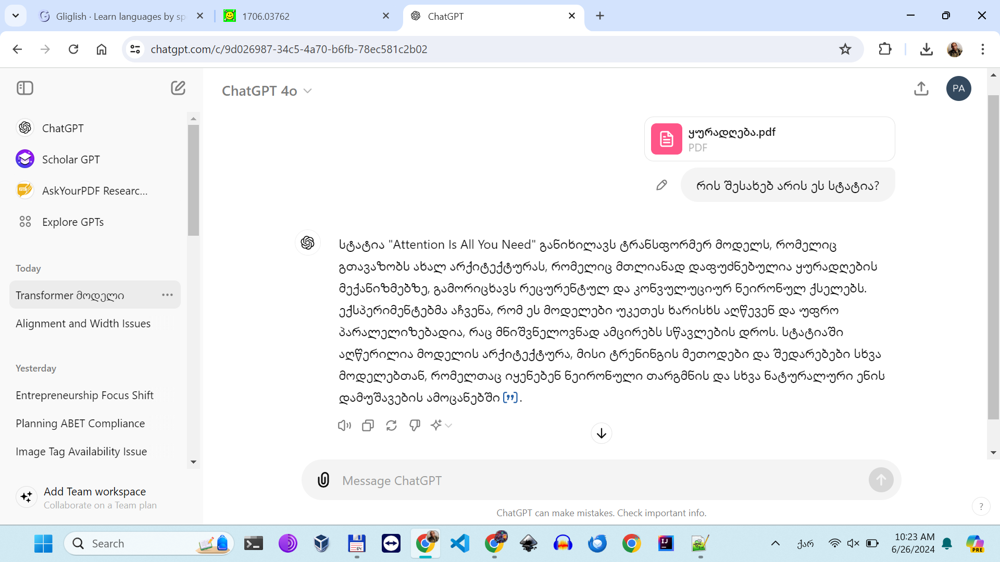 Gliglish · Learn languages by sp
1706.03762
ChatGPT
chatgpt.com/c/9d026987-34c5-4a70-b6fb-78ec581c2b02
ChatGPT
Scholar GPT
AskYourPDF Researc...
Explore GPTs
Today
Transformer მოდელი
Alignment and Width Issues
Yesterday
Entrepreneurship Focus Shift
Planning ABET Compliance
Image Tag Availability Issue
Add Team workspace
Collaborate on a Team plan
ChatGPT 4o
PA
ყურადღება.pdf
PDF
რის შესახებ არის ეს სტატია?
სტატია "Attention Is All You Need" განიხილავს ტრანსფორმერ მოდელს, რომელიც
გთავაზობს ახალ არქიტექტურას, რომელიც მთლიანად დაფუძნებულია ყურადღების
მექანიზმებზე, გამორიცხავს რეცურენტულ და კონვულუციურ ნეირონულ ქსელებს.
ექსპერიმენტებმა აჩვენა, რომ ეს მოდელები უკეთეს ხარისხს აღწევენ და უფრო
პარალელიზებადია, რაც მნიშვნელოვნად ამცირებს სწავლების დროს. სტატიაში
აღწერილია მოდელის არქიტექტურა, მისი ტრენინგის მეთოდები და შედარებები სხვა
მოდელებთან, რომელთაც იყენებენ ნეირონული თარგმნის და სხვა ნატურალური ენის
დამუშავების ამოცანებში ["].
Message ChatGPT
ChatGPT can make mistakes. Check important info.
?
Search
64:
IJ
ქარ
10:23 AM
6/26/2024
PRE